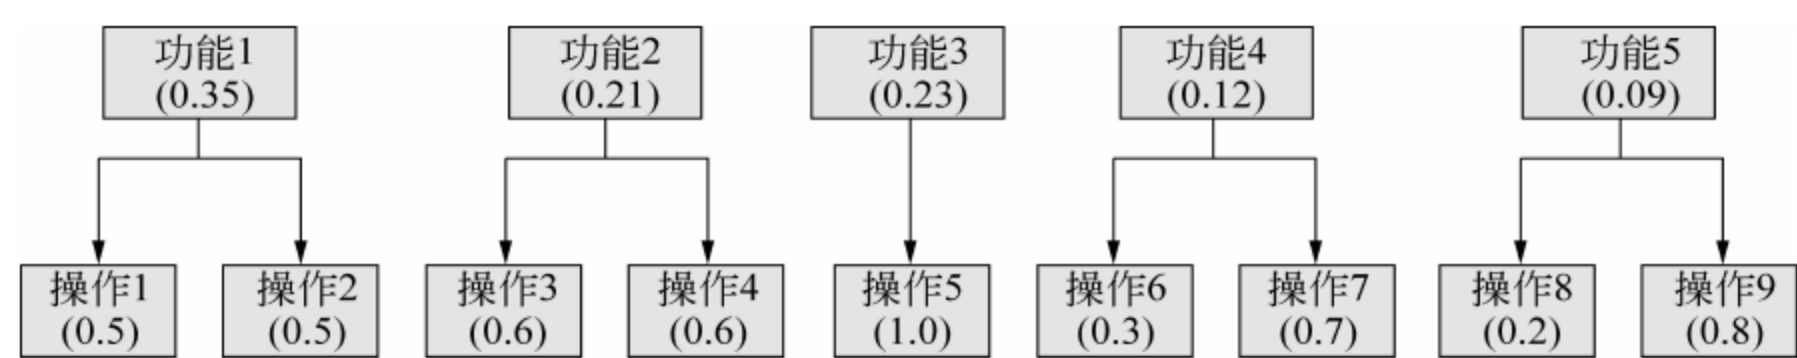 功能1
(0.35)
功能2
(0.21)
功能3
(0.23)
功能4
(0.12)
功能5
(0.09)
操作1
(0.5)
操作2
(0.5)
操作3
(0.6)
操作4
(0.6)
操作5
(1.0)
操作6
(0.3)
操作7
(0.7)
操作8
(0.2)
操作9
(0.8)